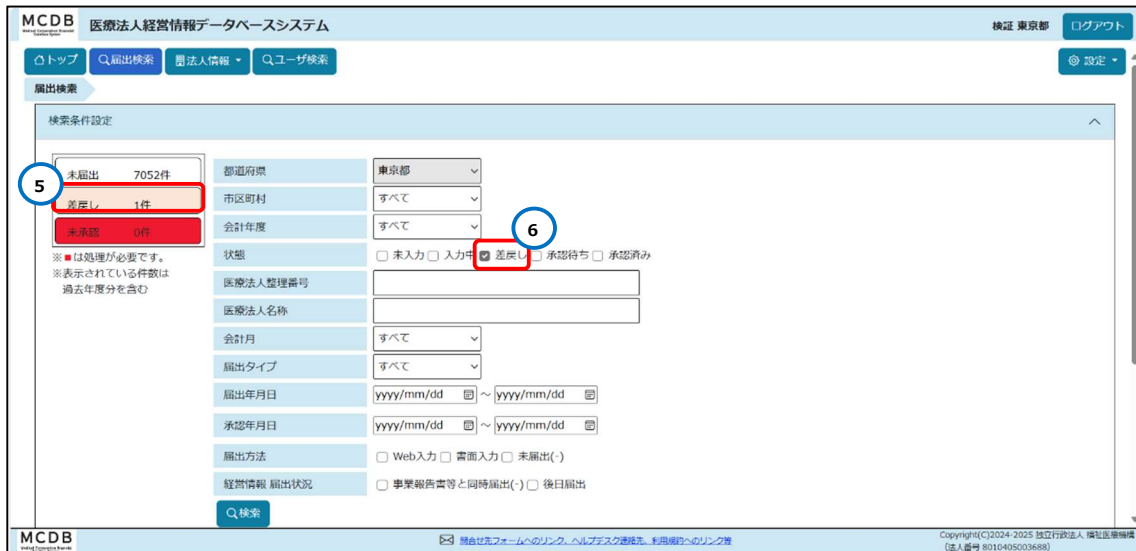 MCDB 医療法人経営情報データベースシステム 検証 東京都 ログアウト
トップ 届出検索 法人情報 ユーザ検索 設定
届出検索
検索条件設定
未届出 7052件
5
差戻し 1件
未承認 0件
※■は処理が必要です。
※表示されている件数は
過去年度分を含む
都道府県 東京都
市区町村 すべて
会計年度 すべて
6
状態 未入力 入力中 差戻し 承認待ち 承認済み
医療法人整理番号
医療法人名称
会計月 すべて
届出タイプ すべて
届出年月日 yyyy/mm/dd ～ yyyy/mm/dd
承認年月日 yyyy/mm/dd ～ yyyy/mm/dd
届出方法 Web入力 書面入力 未届出(-)
経営情報 届出状況 事業報告書等と同時届出(-) 後日届出
検索
MCDB 問合せ先フォームへのリンク、ヘルプデスク連絡先、利用規約へのリンク等 Copyright(C)2024-2025 独立行政法人 福祉医療機構
(法人番号 8010405003688)